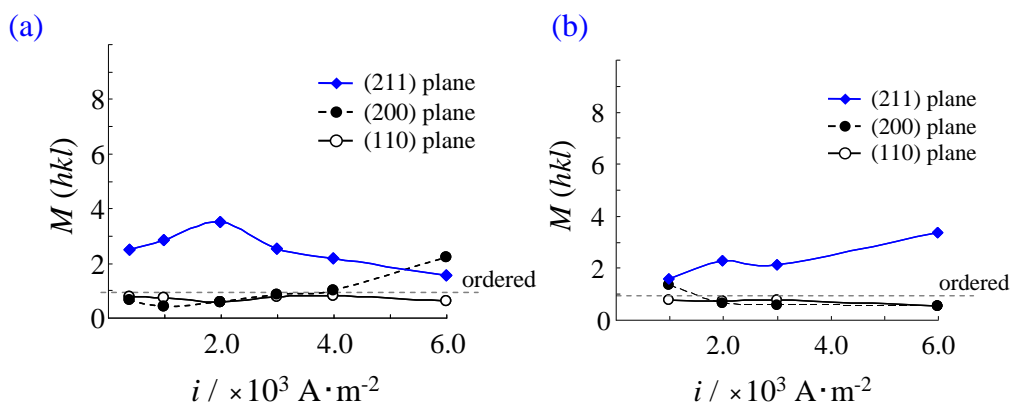 (a)
M (hkl)
8
6
4
2
0
(211) plane
(200) plane
(110) plane
ordered
2.0 4.0 6.0
i / ×10³ A・m⁻²
(b)
M (hkl)
8
6
4
2
0
(211) plane
(200) plane
(110) plane
ordered
2.0 4.0 6.0
i / ×10³ A・m⁻²